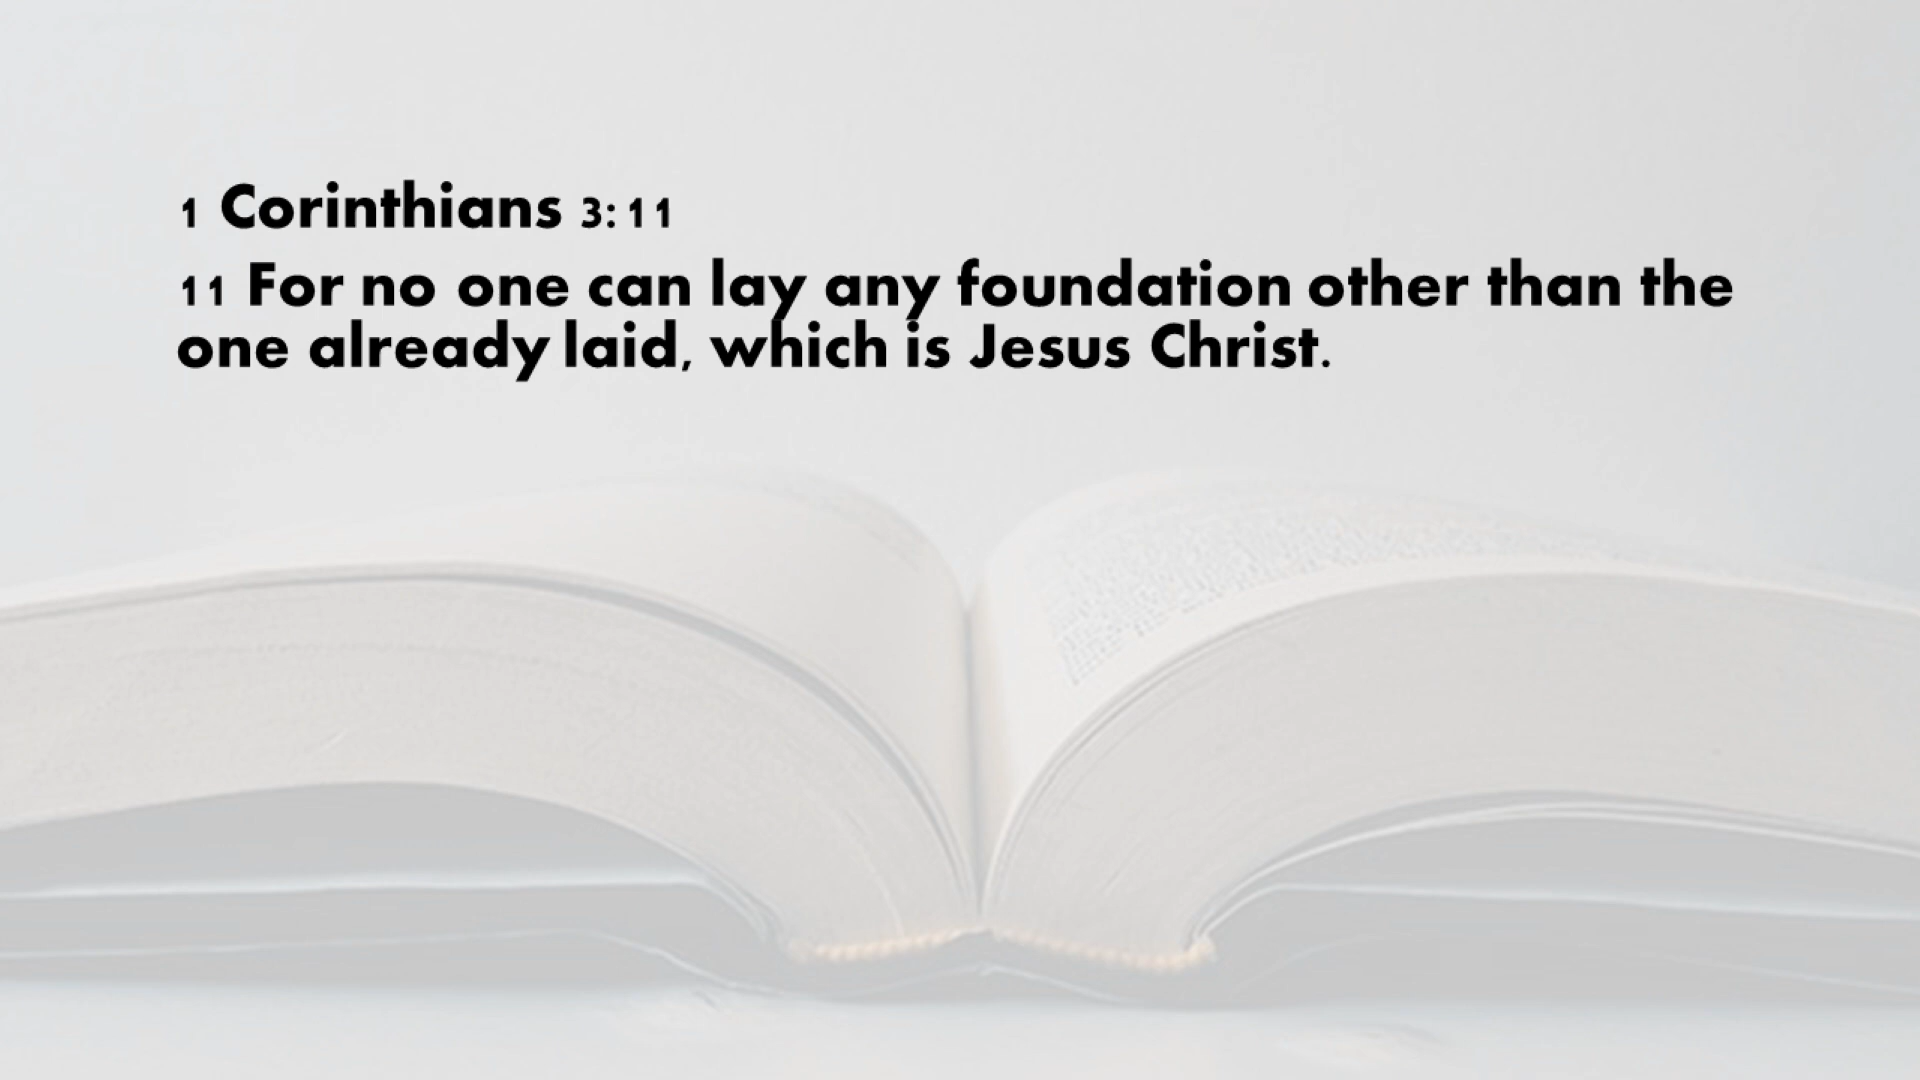 1 Corinthians 3:11
11 For no one can lay any foundation other than the
one already laid, which is Jesus Christ.